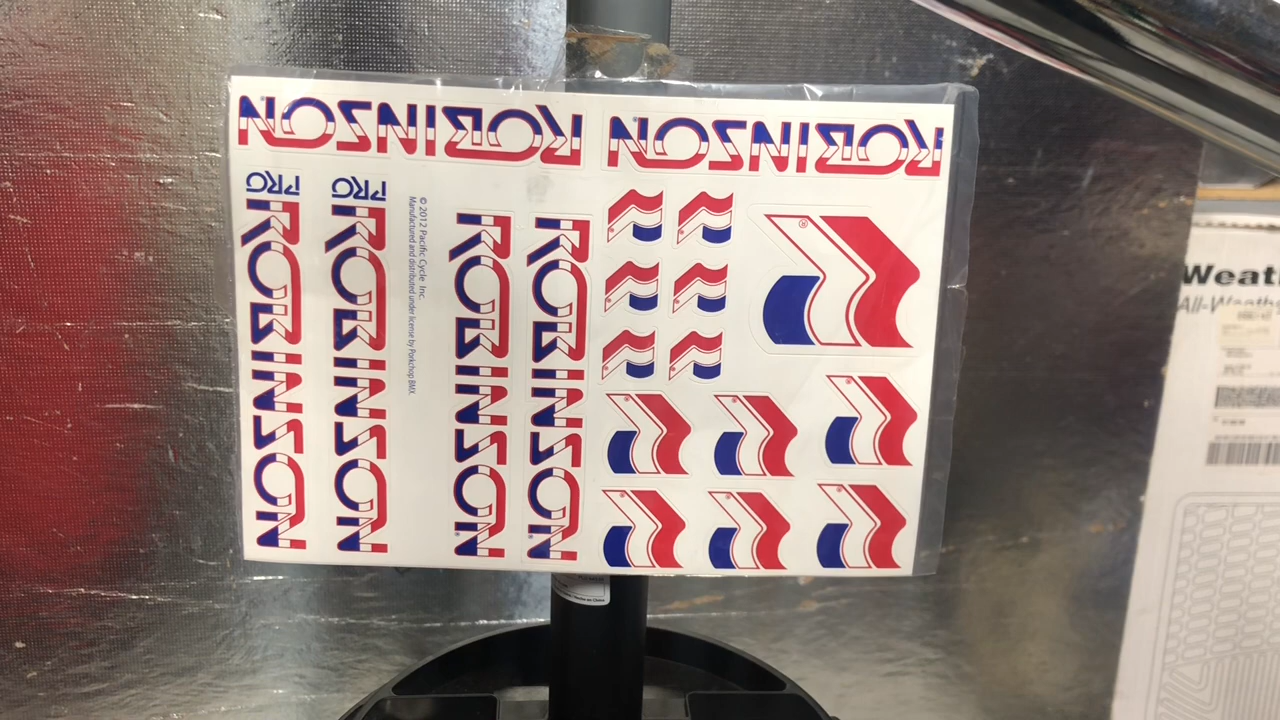 ROBINSON
ROBINSON
PRO
ROBINSON
PRO
ROBINSON
© 2012 Pacific Cycle Inc.
Manufactured and distributed under license by Porkchop BMX
ROBINSON
ROBINSON
Weat
All-Weath